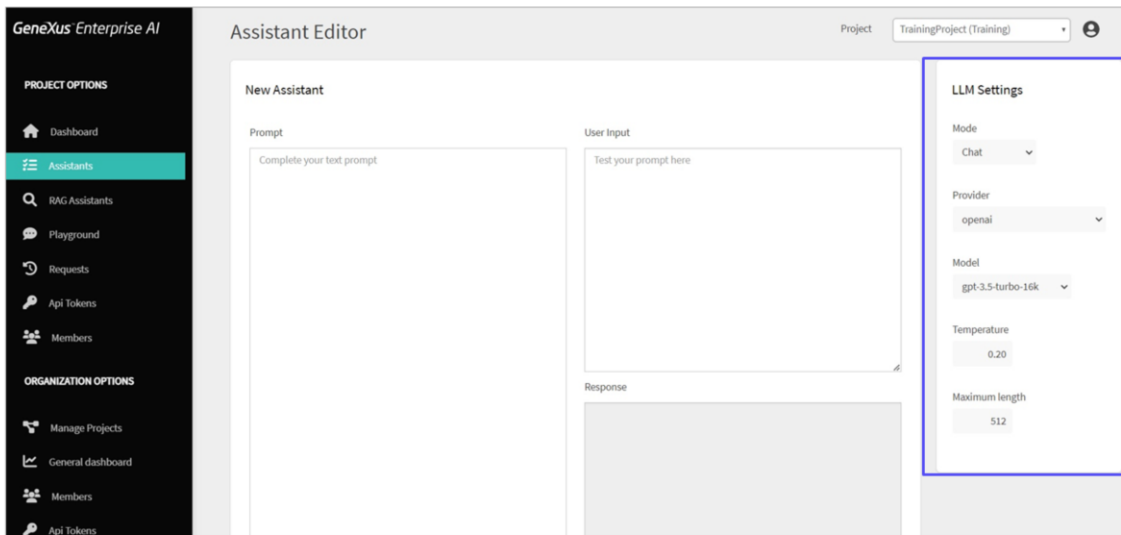 GeneXus Enterprise AI
PROJECT OPTIONS
Dashboard
Assistants
RAG Assistants
Playground
Requests
Api Tokens
Members
ORGANIZATION OPTIONS
Manage Projects
General dashboard
Members
Api Tokens
Assistant Editor
Project
TrainingProject (Training)
New Assistant
Prompt
Complete your text prompt
User Input
Test your prompt here
Response
LLM Settings
Mode
Chat
Provider
openai
Model
gpt-3.5-turbo-16k
Temperature
0.20
Maximum length
512